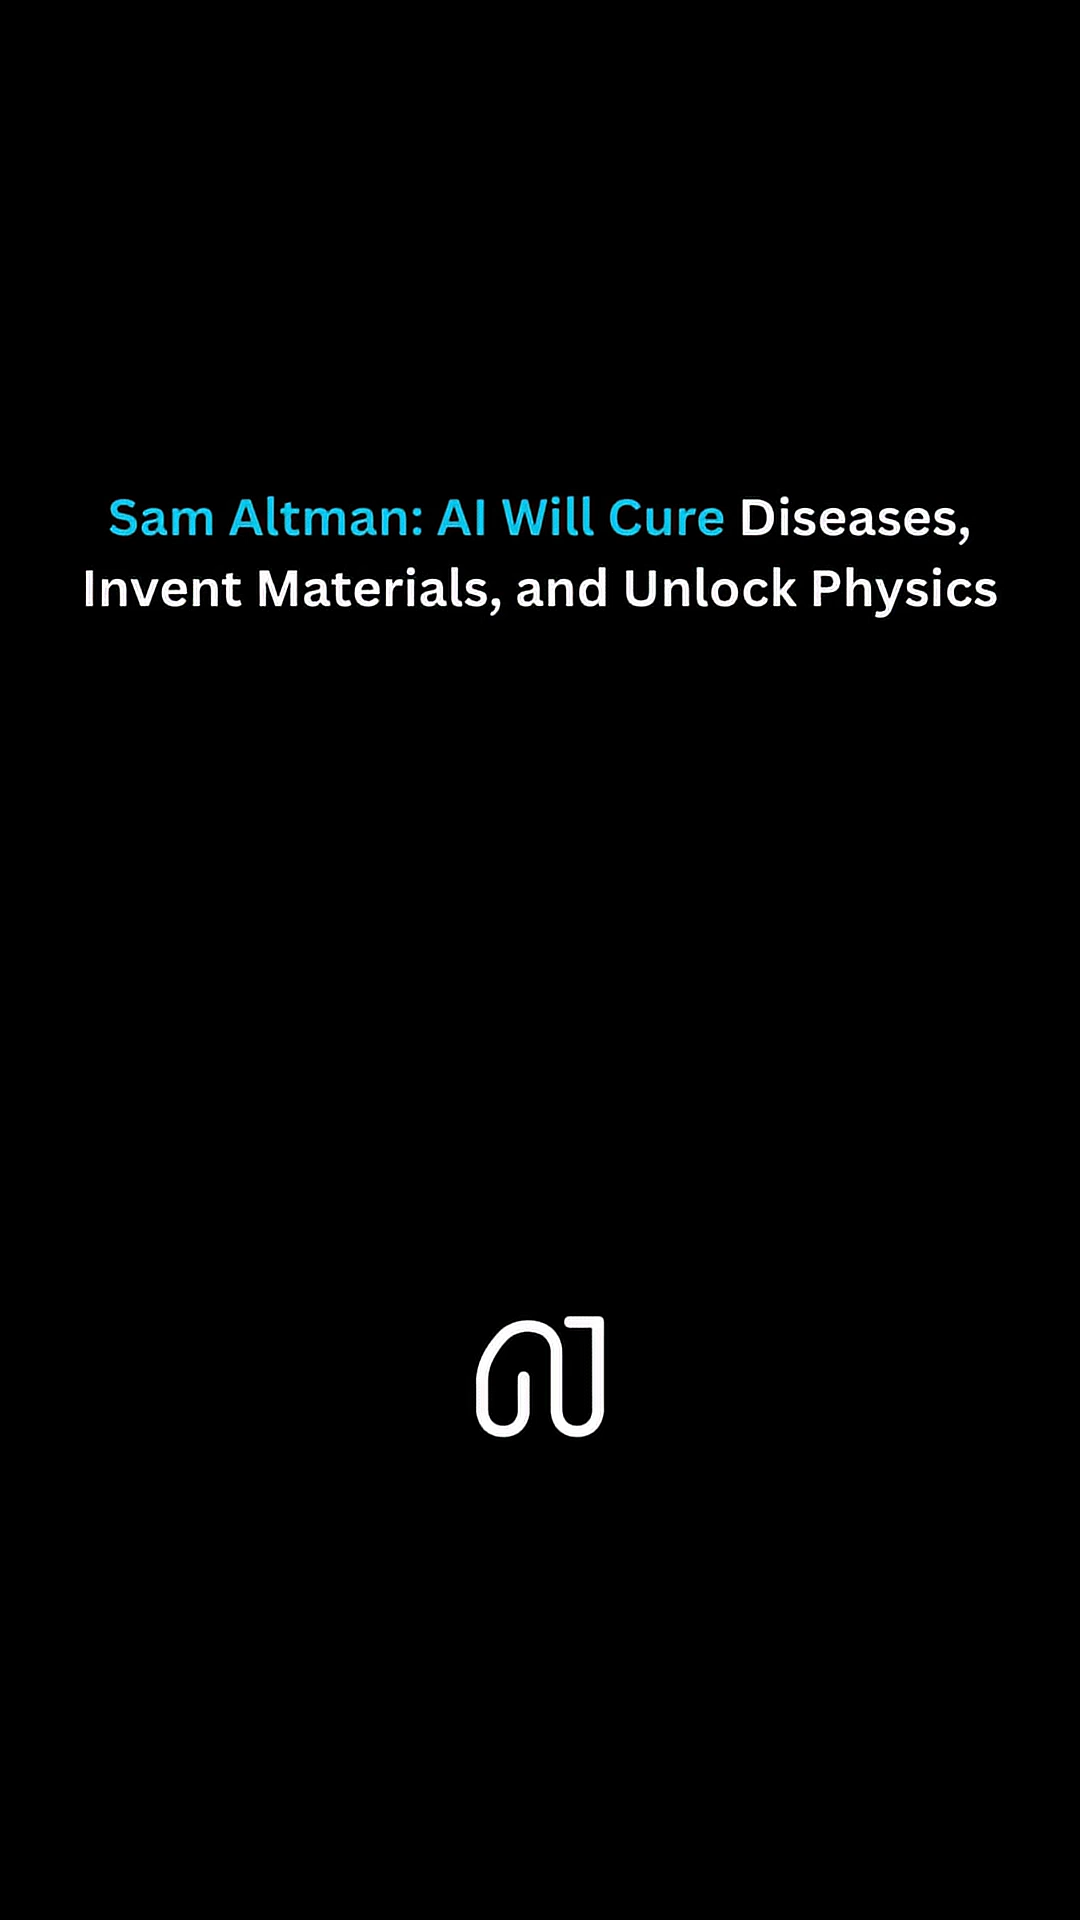 Sam Altman: AI Will Cure Diseases,
Invent Materials, and Unlock Physics